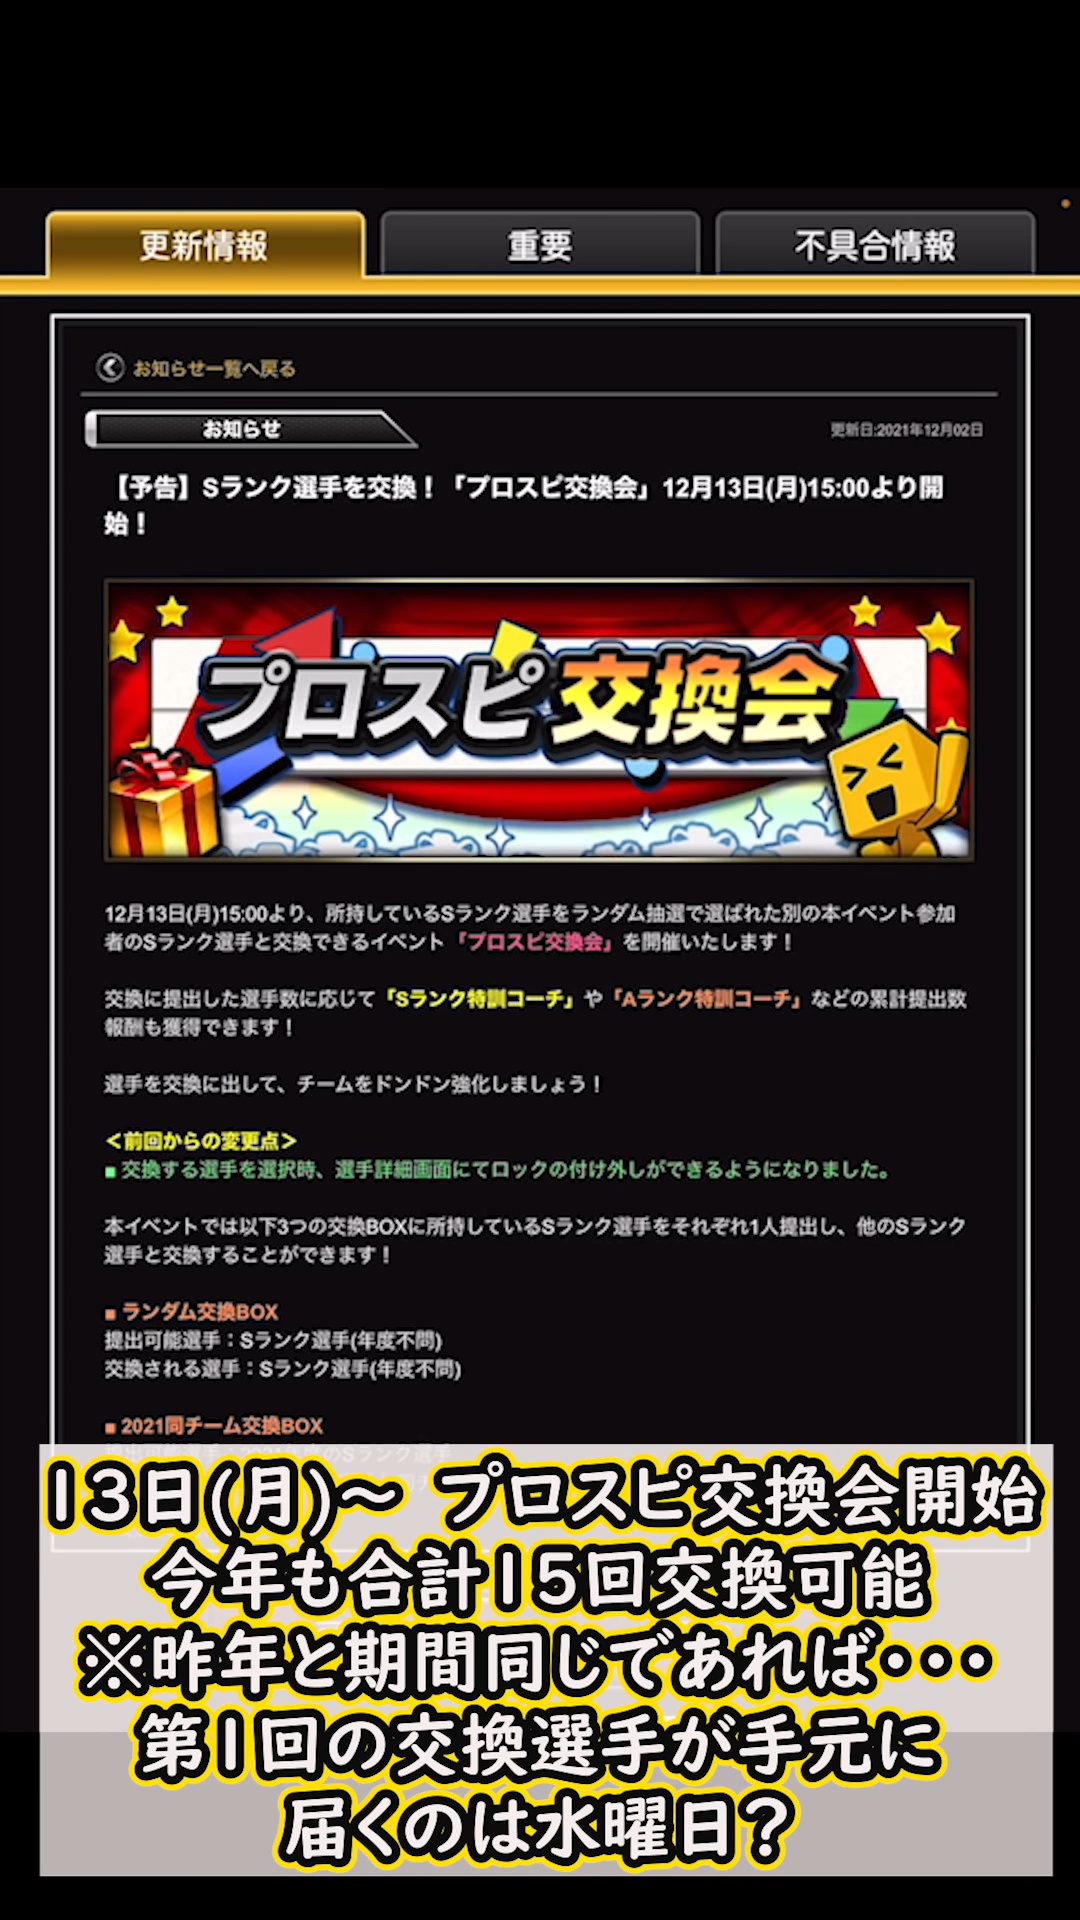 更新情報
重要
不具合情報
お知らせ一覧へ戻る
お知らせ
更新日:2021年12月02日
【予告】Sランク選手を交換！「プロスピ交換会」12月13日(月)15:00より開
始！
プロスピ交換会
12月13日(月)15:00より、所持しているSランク選手をランダム抽選で選ばれた別の本イベント参加
者のSランク選手と交換できるイベント「プロスピ交換会」を開催いたします！
交換に提出した選手数に応じて「Sランク特訓コーチ」や「Aランク特訓コーチ」などの累計提出数
報酬も獲得できます！
選手を交換に出して、チームをドンドン強化しましょう！
＜前回からの変更点＞
■ 交換する選手を選択時、選手詳細画面にてロックの付け外しができるようになりました。
本イベントでは以下3つの交換BOXに所持しているSランク選手をそれぞれ1人提出し、他のSランク
選手と交換することができます！
■ ランダム交換BOX
提出可能選手：Sランク選手(年度不問)
交換される選手：Sランク選手(年度不問)
■ 2021同チーム交換BOX
提出可能選手：2021年度のSランク選手
13日(月)～ プロスピ交換会開始
今年も合計15回交換可能
※昨年と期間同じであれば・・・
第1回の交換選手が手元に
届くのは水曜日？